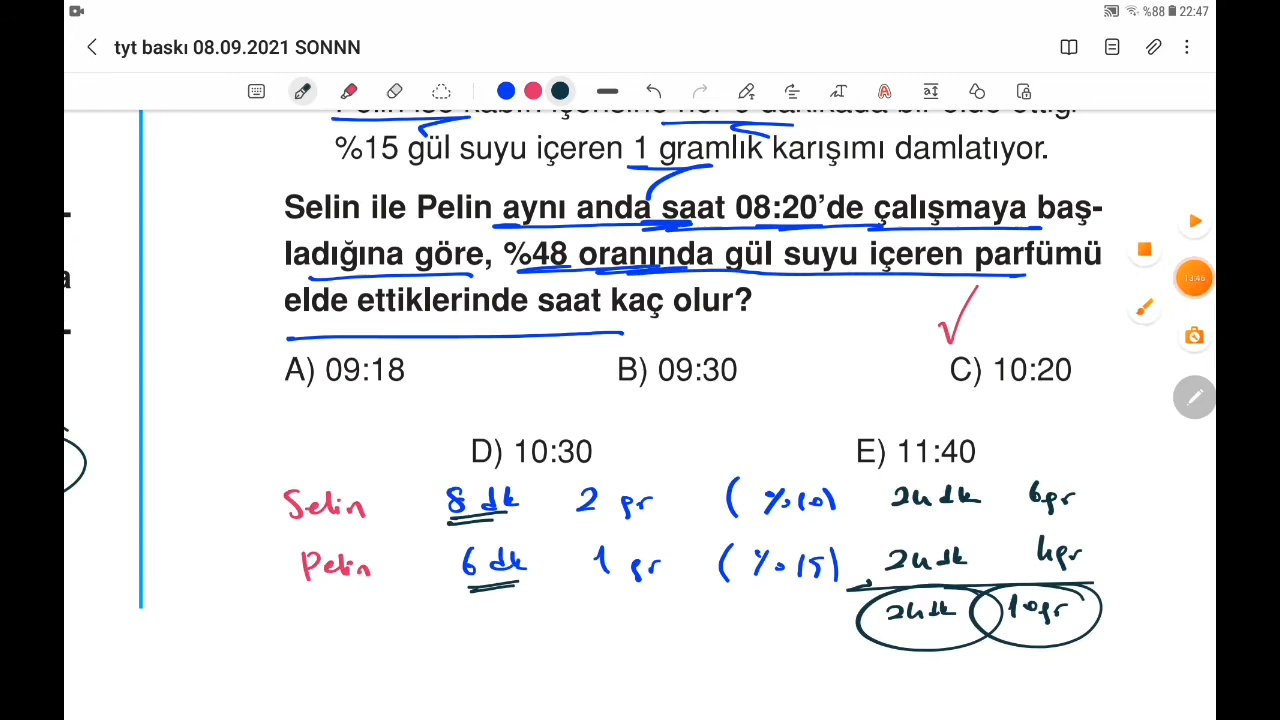 %88 22:47
tyt baskı 08.09.2021 SONNN
%15 gül suyu içeren 1 gramlık karışımı damlatıyor.
Selin ile Pelin aynı anda saat 08:20'de çalışmaya baş-
ladığına göre, %48 oranında gül suyu içeren parfümü
13:46
elde ettiklerinde saat kaç olur?
A) 09:18 B) 09:30 C) 10:20
D) 10:30 E) 11:40
Selin 8 dk 2 gr (%10) 24 dk 6gr
Pelin 6 dk 1 gr (%15) 24 dk 4gr
24 dk 10gr